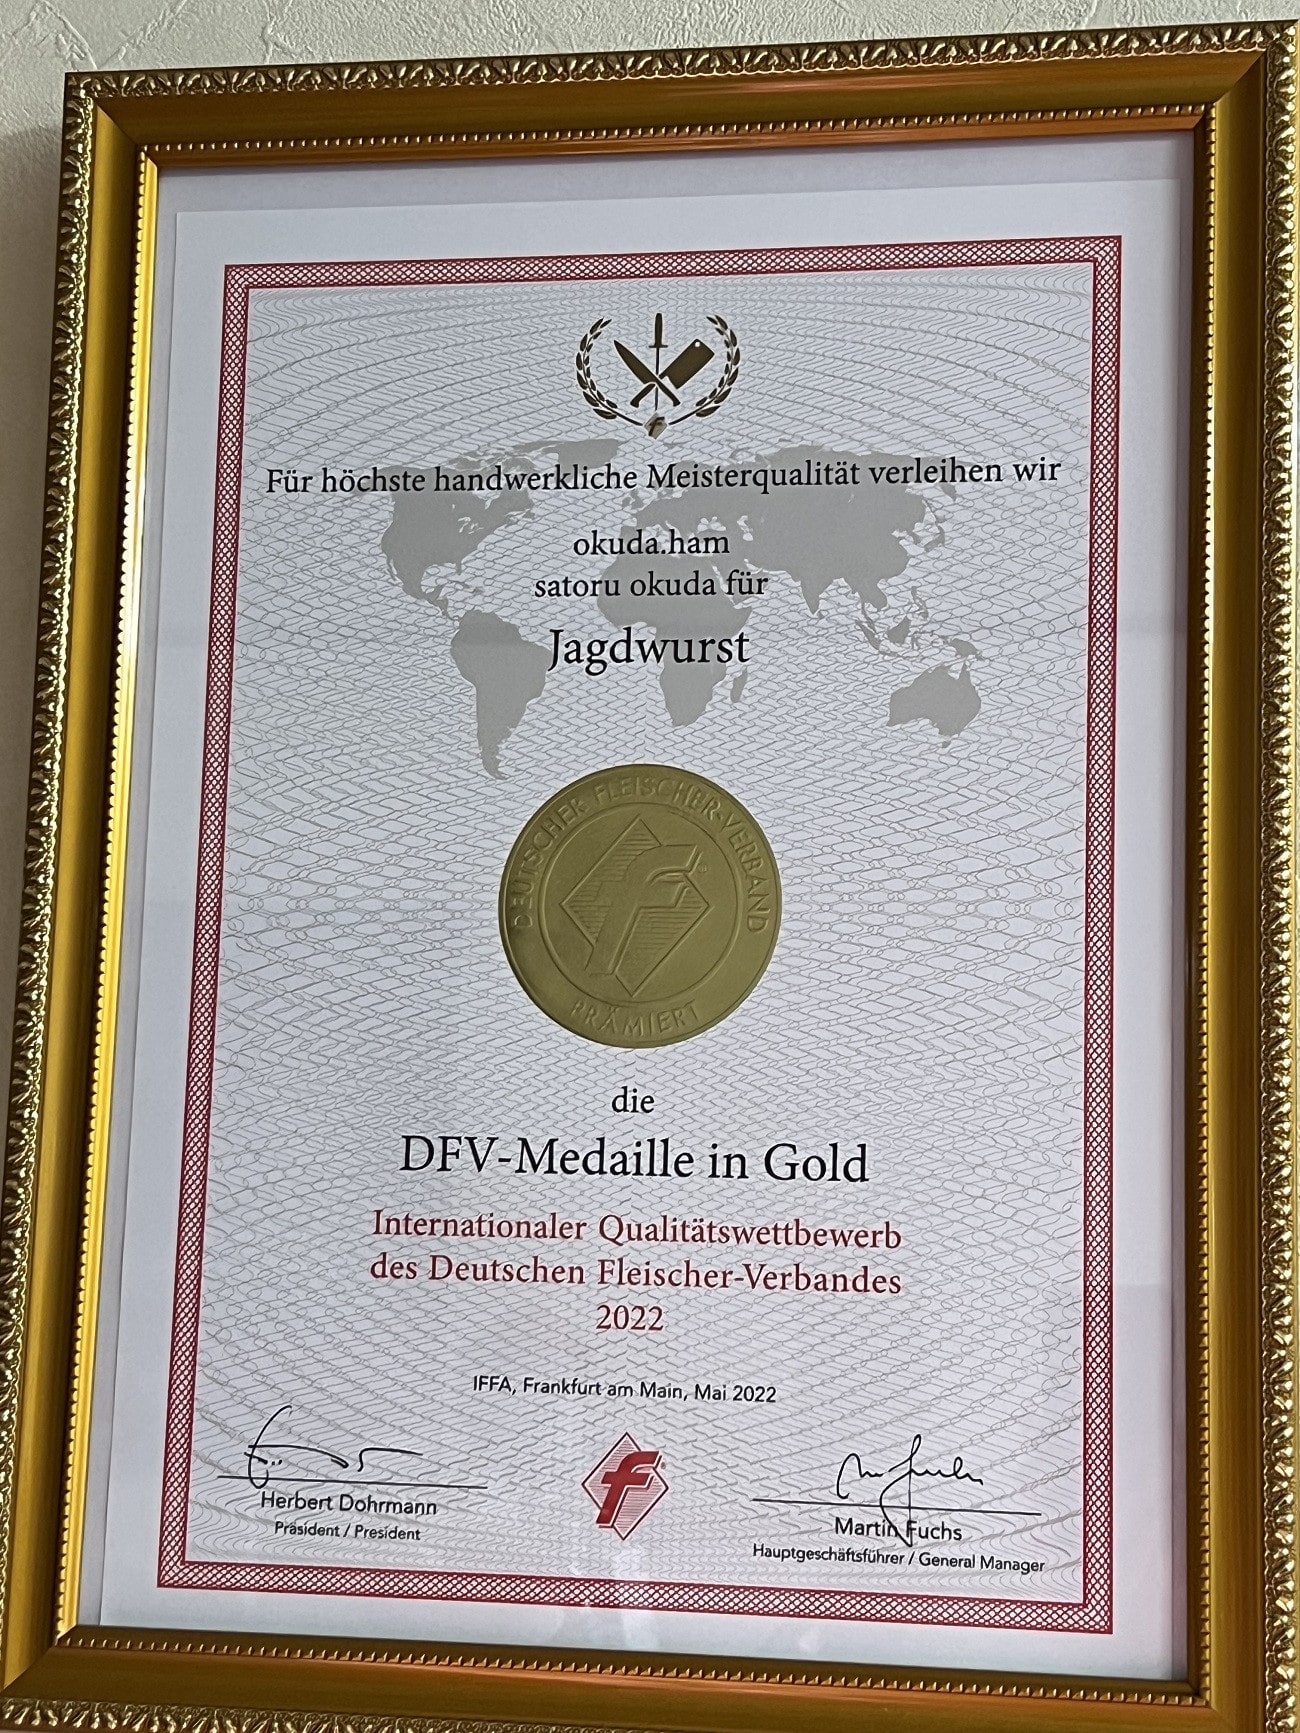 Für höchste handwerkliche Meisterqualität verleihen wir
okuda.ham
satoru okuda für
Jagdwurst
DEUTSCHER FLEISCHER-VERBAND
f
PRÄMIERT
die
DFV-Medaille in Gold
Internationaler Qualitätswettbewerb
des Deutschen Fleischer-Verbandes
2022
IFFA, Frankfurt am Main, Mai 2022
f
Herbert Dohrmann
Präsident / President
Martin Fuchs
Hauptgeschäftsführer / General Manager